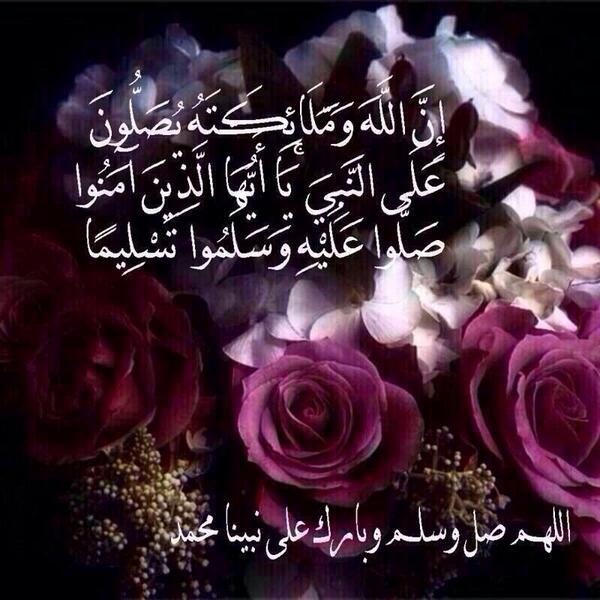 إِنَّ اللَّهَ وَمَلَائِكَتَهُ يُصَلُّونَ
عَلَى النَّبِيِّ ۚ يَا أَيُّهَا الَّذِينَ آمَنُوا
صَلُّوا عَلَيْهِ وَسَلِّمُوا تَسْلِيمًا
اللهم صل وسلم وبارك على نبينا محمد